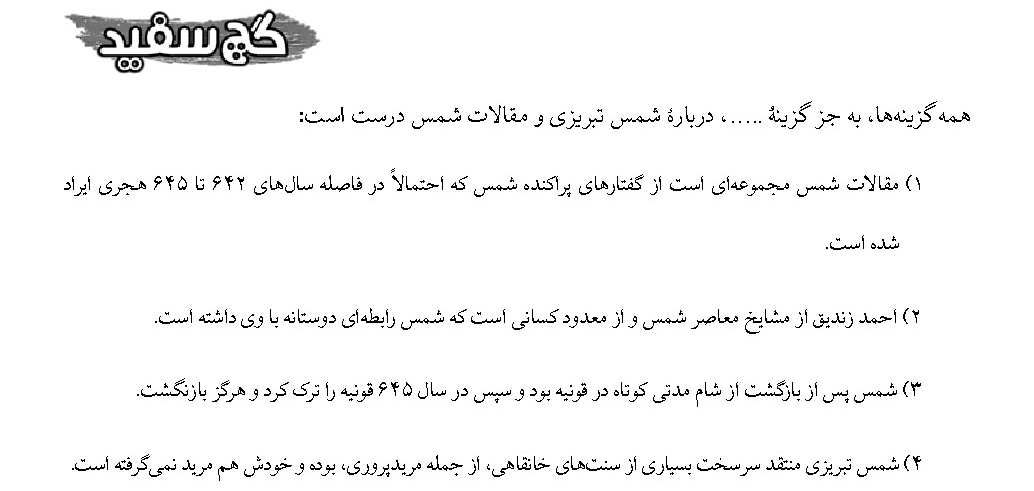 گچ سفید
همه گزینه‌ها، به جز گزینهٔ .....، دربارهٔ شمس تبریزی و مقالات شمس درست است:
۱) مقالات شمس مجموعه‌ای است از گفتارهای پراکنده شمس که احتمالاً در فاصله سال‌های ۶۴۲ تا ۶۴۵ هجری ایراد
شده است.
۲) احمد زندیق از مشایخ معاصر شمس و از معدود کسانی است که شمس رابطه‌ای دوستانه با وی داشته است.
۳) شمس پس از بازگشت از شام مدتی کوتاه در قونیه بود و سپس در سال ۶۴۵ قونیه را ترک کرد و هرگز بازنگشت.
۴) شمس تبریزی منتقد سرسخت بسیاری از سنت‌های خانقاهی، از جمله مریدپروری، بوده و خودش هم مرید نمی‌گرفته است.